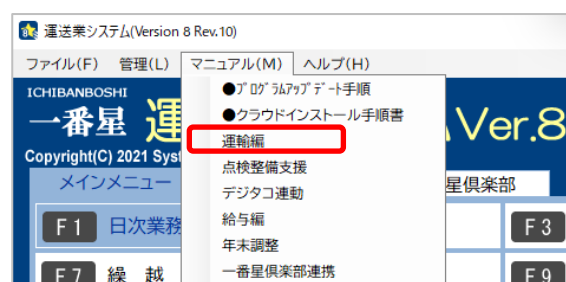 運送業システム(Version 8 Rev.10)
ファイル(F) 管理(L) マニュアル(M) ヘルプ(H)
ICHIBANBOSHI
一番星 運 Ver.8
Copyright(C) 2021 Syst
●ﾌﾟﾛｸﾞﾗﾑｱｯﾌﾟﾃﾞｰﾄ手順
●クラウドインストール手順書
運輸編
点検整備支援
デジタコ連動
給与編
年末調整
一番星倶楽部連携
メインメニュー 星倶楽部
F1 日次業務 F3
F7 繰越 F9